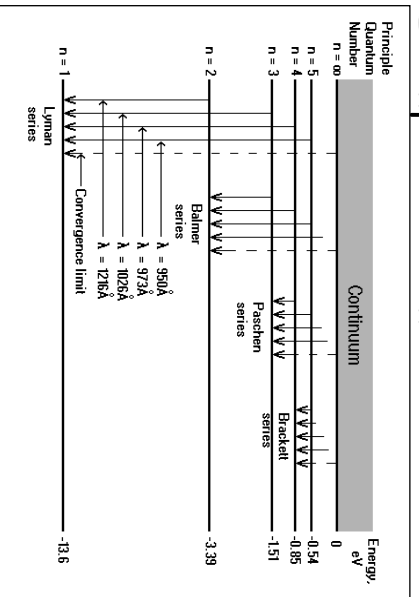 Principle
Quantum
Number
n = ∞
n = 5
n = 4
n = 3
n = 2
n = 1
Continuum
Energy,
eV
0
-0.54
-0.85
-1.51
-3.39
-13.6
Brackett
series
Paschen
series
Balmer
series
λ = 950Å
λ = 973Å
λ = 1026Å
λ = 1216Å
Convergence limit
Lyman
series